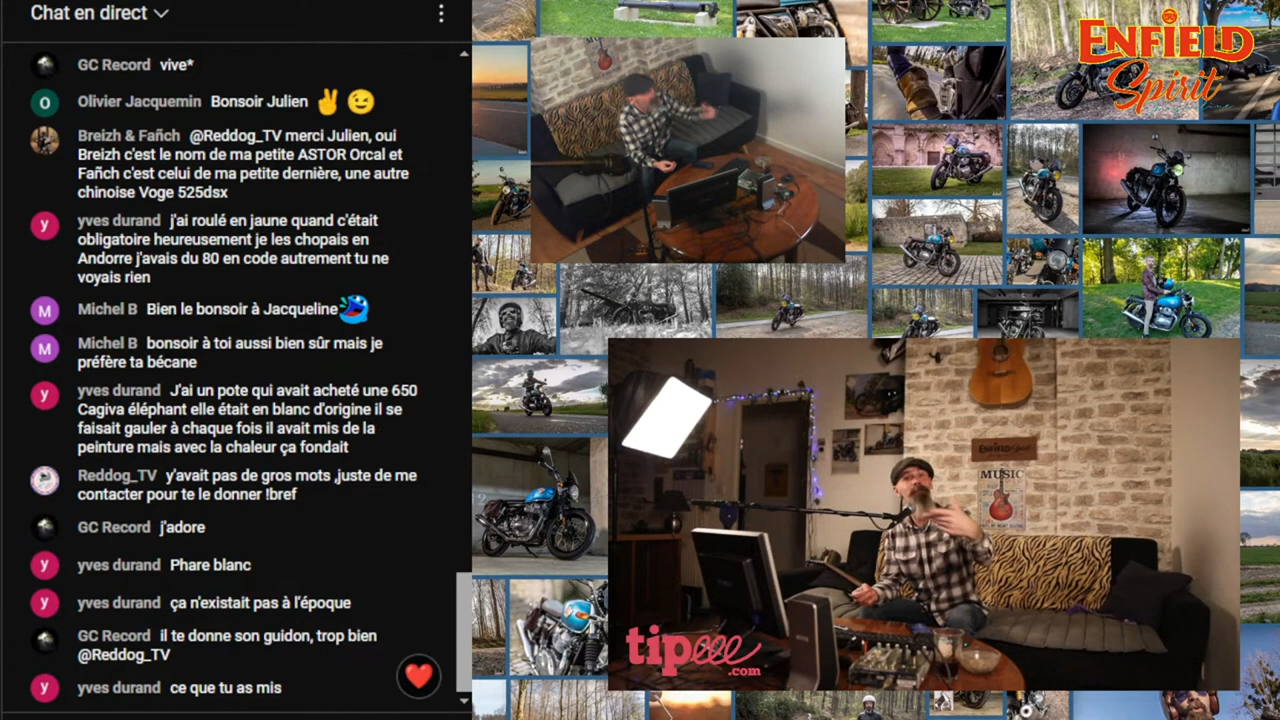 Chat en direct
GC Record vive*
O
Olivier Jacquemin Bonsoir Julien ✌️ 😉
Breizh & Fañch @Reddog_TV merci Julien, oui
Breizh c'est le nom de ma petite ASTOR Orcal et
Fañch c'est celui de ma petite dernière, une autre
chinoise Voge 525dsx
y
yves durand j'ai roulé en jaune quand c'était
obligatoire heureusement je les chopais en
Andorre j'avais du 80 en code autrement tu ne
voyais rien
M
Michel B Bien le bonsoir à Jacqueline🤣
M
Michel B bonsoir à toi aussi bien sûr mais je
préfère ta bécane
y
yves durand J'ai un pote qui avait acheté une 650
Cagiva éléphant elle était en blanc d'origine il se
faisait gauler à chaque fois il avait mis de la
peinture mais avec la chaleur ça fondait
Reddog_TV y'avait pas de gros mots ,juste de me
contacter pour te le donner !bref
GC Record j'adore
y
yves durand Phare blanc
y
yves durand ça n'existait pas à l'époque
GC Record il te donne son guidon, trop bien
@Reddog_TV
y
yves durand ce que tu as mis
ENFIELD
Spirit
ENFIELD SPIRIT
MUSIC
tipeee
.com